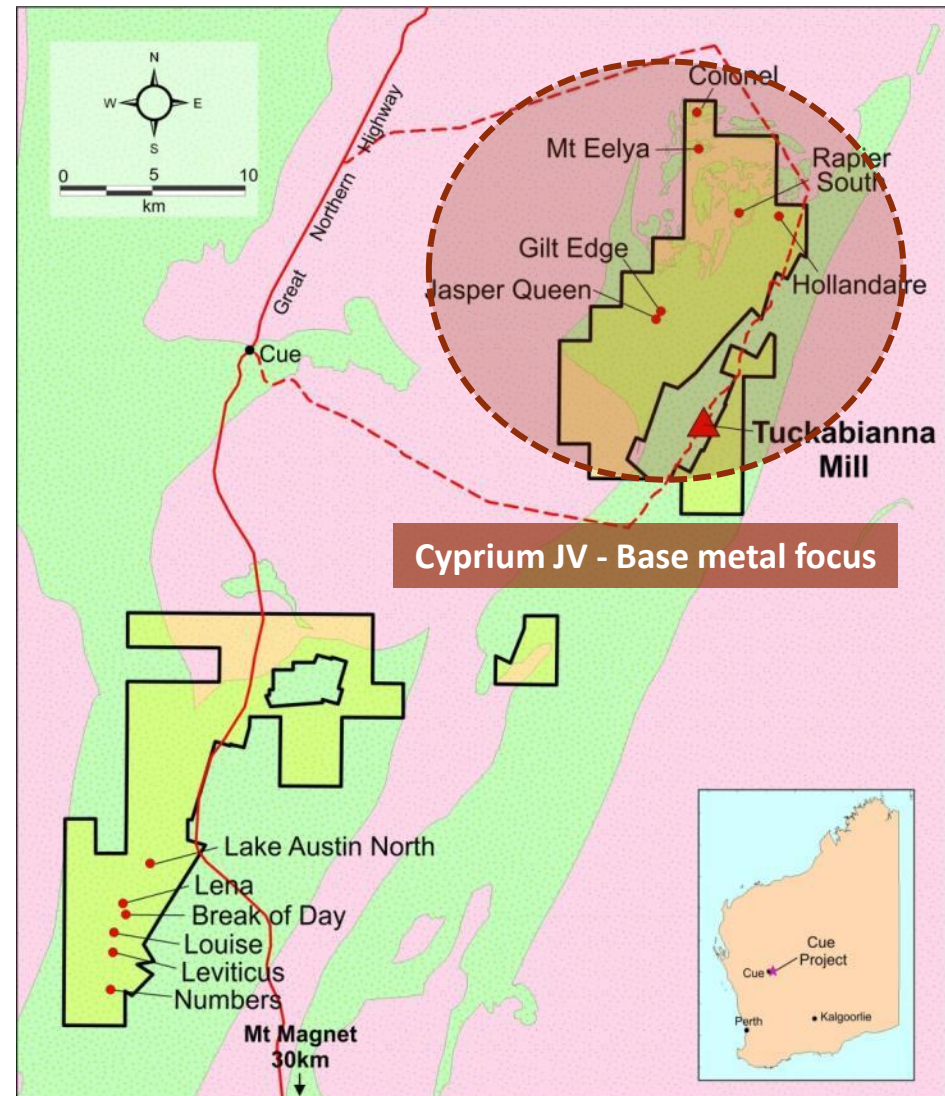 N
W
E
S
0
5
10
km
Great Northern Highway
Colonel
Mt Eelya
Rapier
South
Gilt Edge
Jasper Queen
Hollandaire
Cue
Tuckabianna
Mill
Cyprium JV - Base metal focus
Lake Austin North
Lena
Break of Day
Louise
Leviticus
Numbers
Mt Magnet
30km
Cue
Project
Cue
Perth
Kalgoorlie